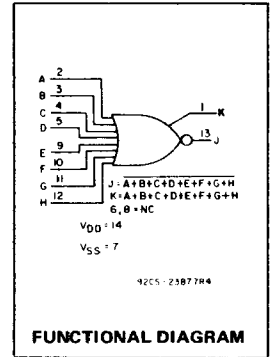 A 2
B 3
C 4
D 5
E 9
F 10
G 11
H 12
1 K
13 J
J = A+B+C+D+E+F+G+H
K = A+B+C+D+E+F+G+H
6, 8 = NC
VDD = 14
VSS = 7
92CS-23877R4
FUNCTIONAL DIAGRAM